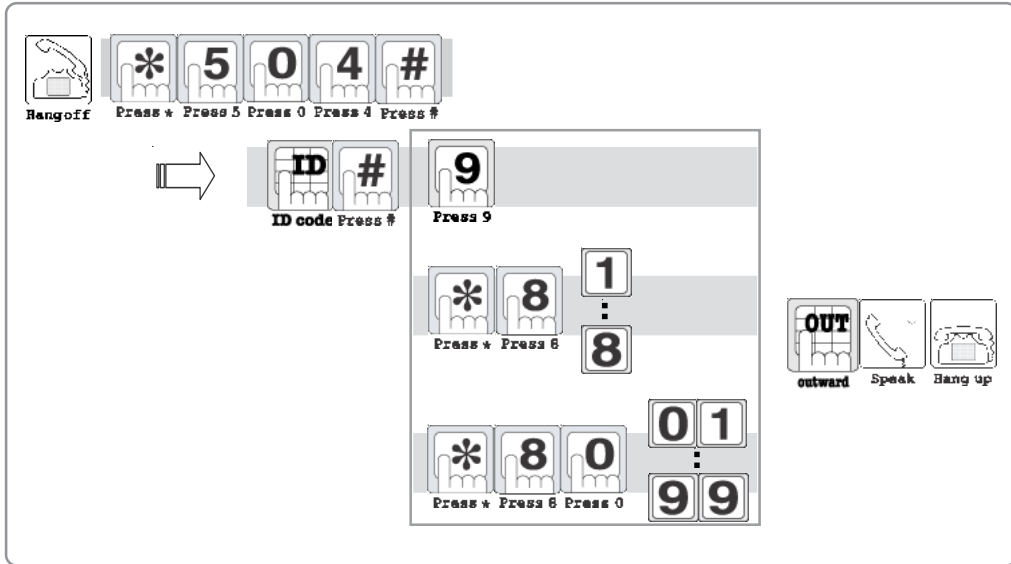 * 5 0 4 #
Hang off Press * Press 5 Press 0 Press 4 Press #
ID # 9
ID code Press # Press 9
* 8 1
8
Press * Press 8
OUT
outward Speak Hang up
* 8 0 0 1
Press * Press 8 Press 0 9 9